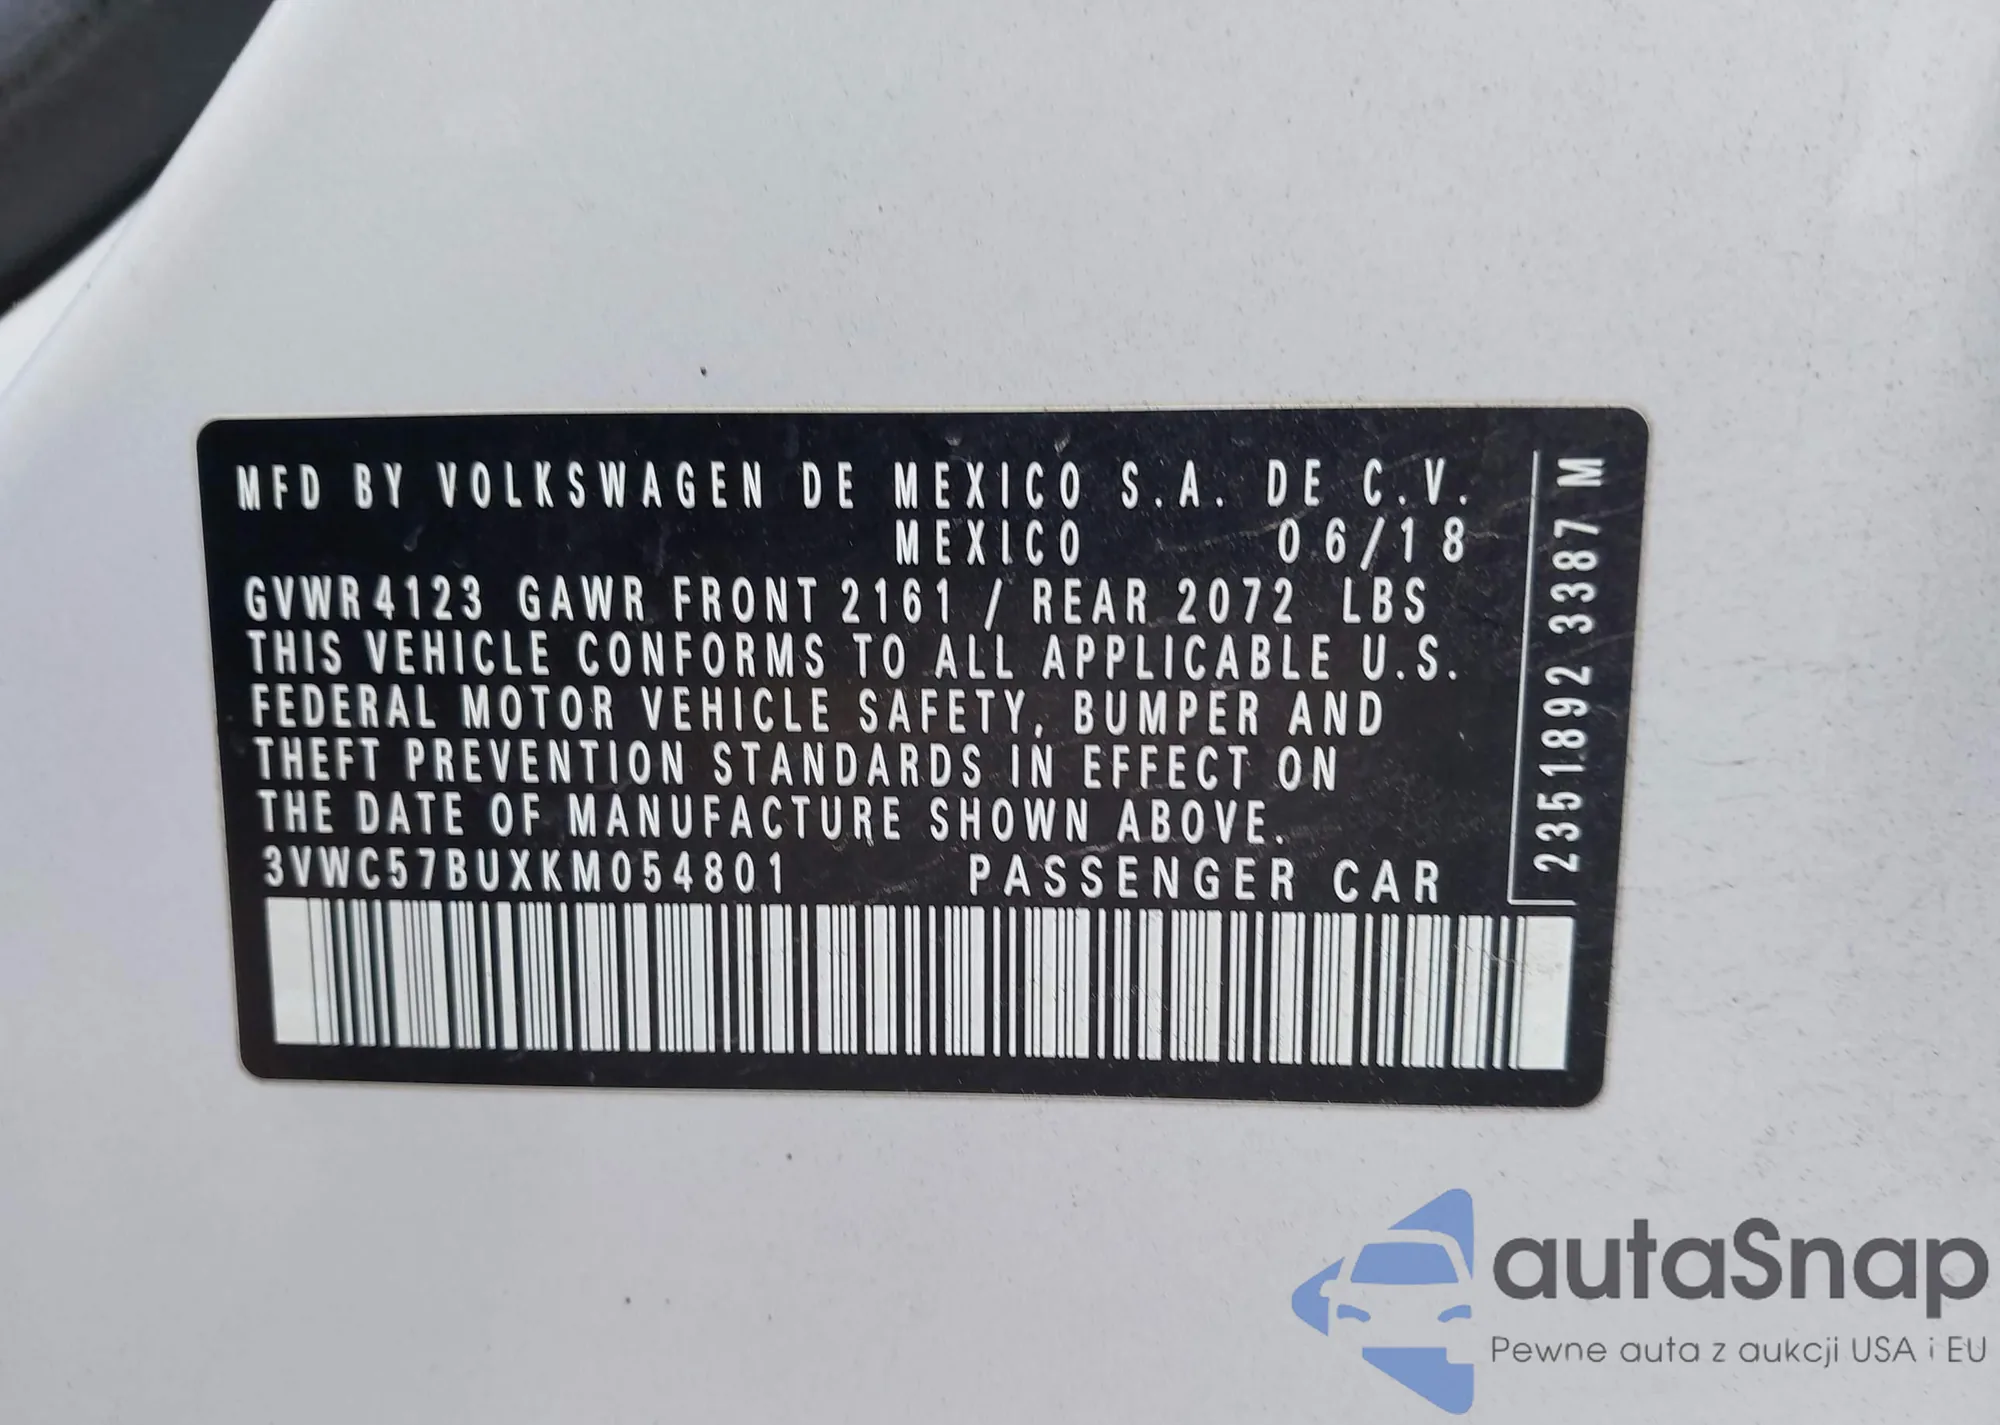 MFD BY VOLKSWAGEN DE MEXICO S.A. DE C.V.
MEXICO 06/18
GVWR 4123 GAWR FRONT 2161 / REAR 2072 LBS
THIS VEHICLE CONFORMS TO ALL APPLICABLE U.S.
FEDERAL MOTOR VEHICLE SAFETY, BUMPER AND
THEFT PREVENTION STANDARDS IN EFFECT ON
THE DATE OF MANUFACTURE SHOWN ABOVE.
3VWC57BUXKM054801 PASSENGER CAR
2351892 3387 M
autaSnap
Pewne auta z aukcji USA i EU